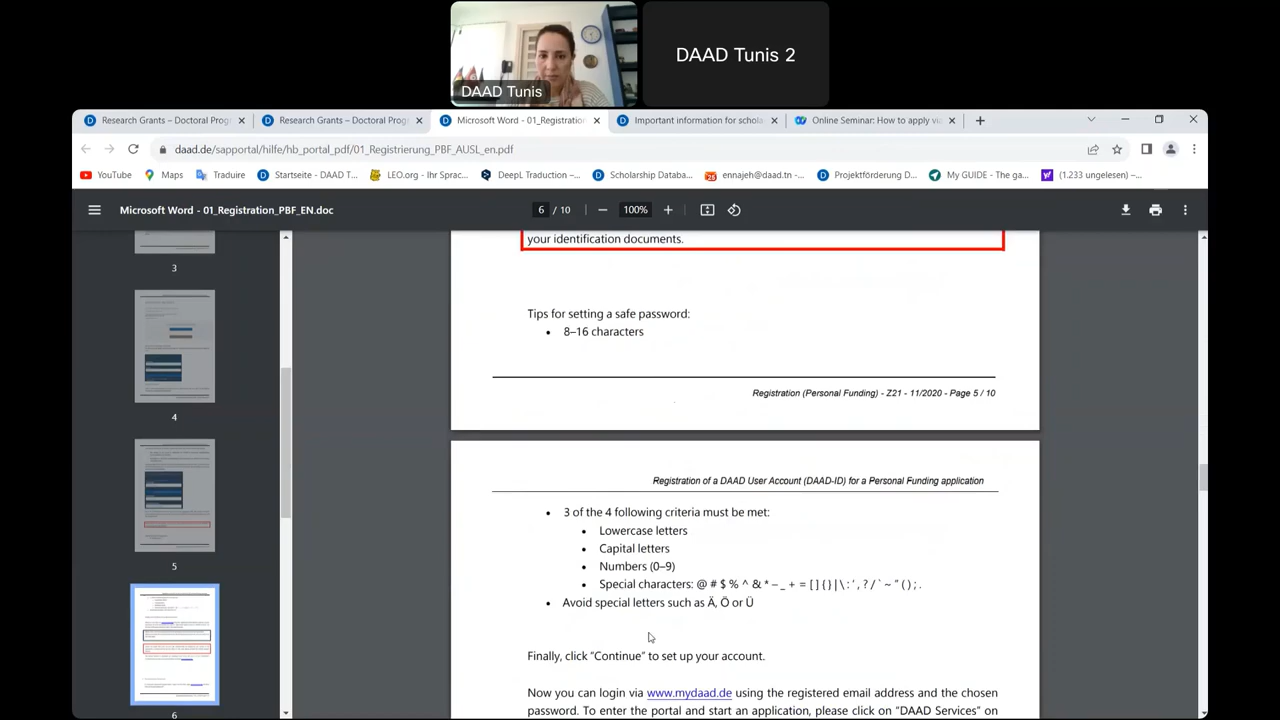 DAAD Tunis
DAAD Tunis 2
Research Grants – Doctoral Progr
Research Grants – Doctoral Progr
Microsoft Word - 01_Registration
Important information for schola
Online Seminar: How to apply via
daad.de/sapportal/hilfe/hb_portal_pdf/01_Registrierung_PBF_AUSL_en.pdf
YouTube
Maps
Traduire
Startseite - DAAD T...
LEO.org - Ihr Sprac...
DeepL Traduction –...
Scholarship Databa...
ennajeh@daad.tn -...
Projektförderung D...
My GUIDE - The ga...
(1.233 ungelesen) –...
Microsoft Word - 01_Registration_PBF_EN.doc
6 / 10
100%
3
4
5
6
your identification documents.
Tips for setting a safe password:
• 8–16 characters
Registration (Personal Funding) - Z21 - 11/2020 - Page 5 / 10
Registration of a DAAD User Account (DAAD-ID) for a Personal Funding application
• 3 of the 4 following criteria must be met:
• Lowercase letters
• Capital letters
• Numbers (0–9)
• Special characters: @ # $ % ^ & * – _ + = [ ] { } | \ : ' , ? / ` ~ " ( ) ; .
• Avoid special letters such as Ä, Ö or Ü
Finally, click "Continue" to set up your account.
Now you can login via www.mydaad.de using the registered email address and the chosen
password. To enter the portal and start an application, please click on "DAAD Services" on